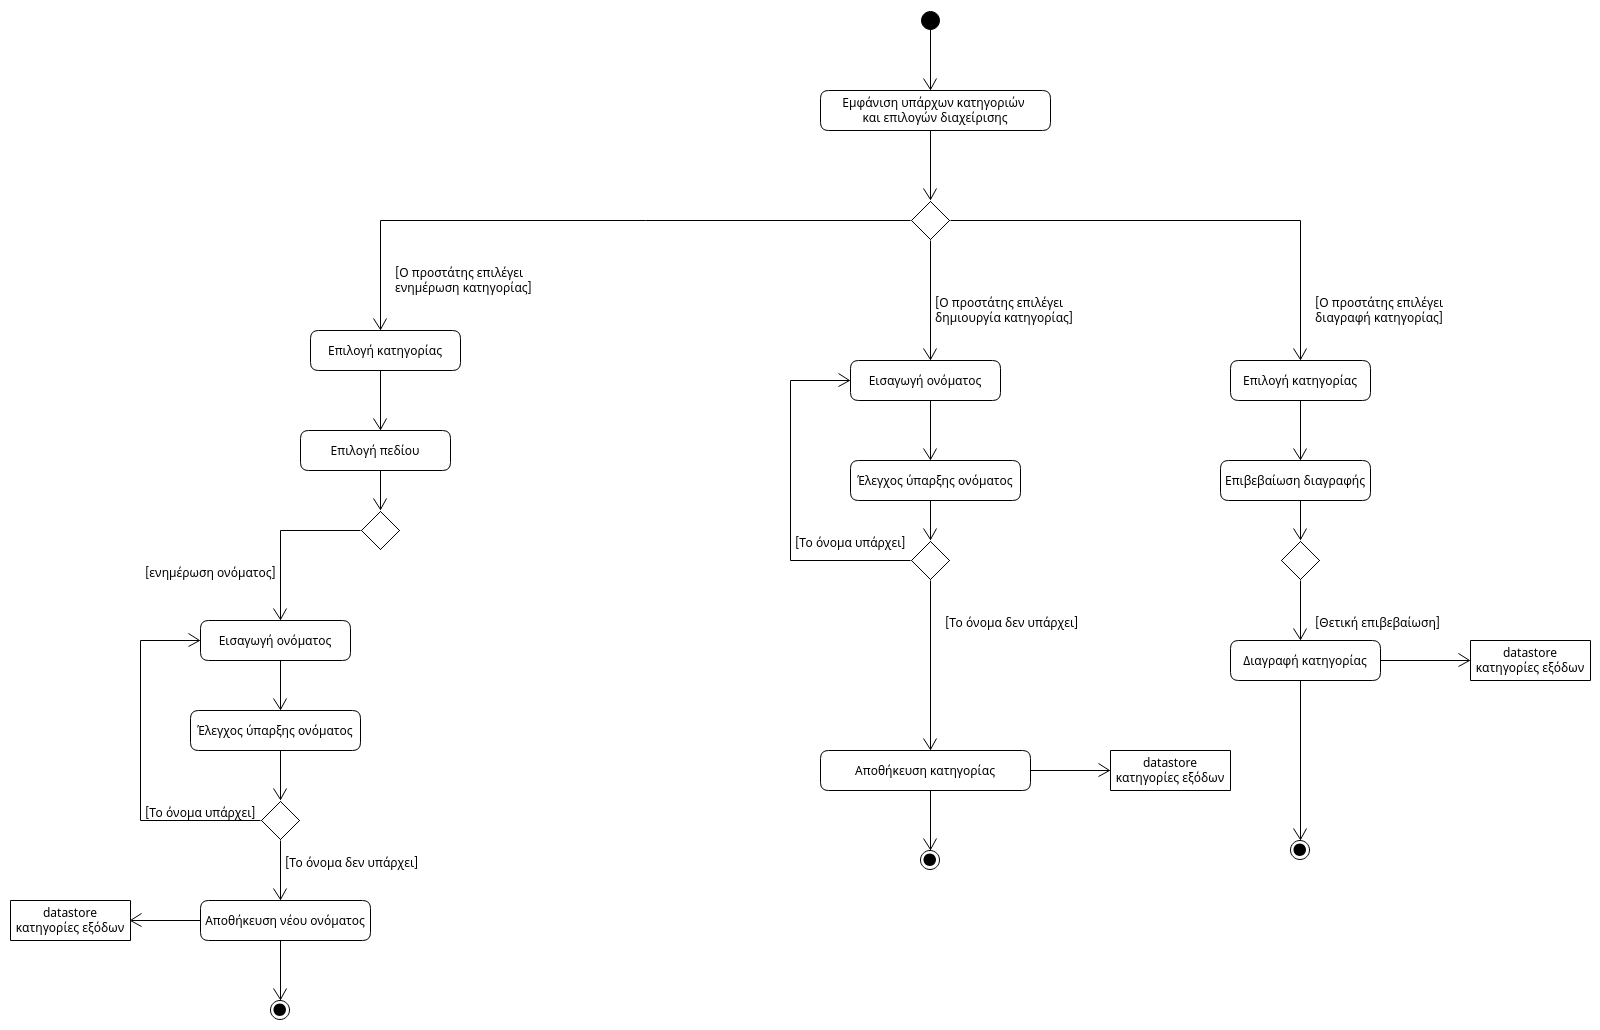 Εμφάνιση υπάρχων κατηγοριών
και επιλογών διαχείρισης
[Ο προστάτης επιλέγει
ενημέρωση κατηγορίας]
[Ο προστάτης επιλέγει
δημιουργία κατηγορίας]
[Ο προστάτης επιλέγει
διαγραφή κατηγορίας]
Επιλογή κατηγορίας
Επιλογή πεδίου
[ενημέρωση ονόματος]
Εισαγωγή ονόματος
Έλεγχος ύπαρξης ονόματος
[Το όνομα υπάρχει]
[Το όνομα δεν υπάρχει]
Αποθήκευση νέου ονόματος
datastore
κατηγορίες εξόδων
Εισαγωγή ονόματος
Έλεγχος ύπαρξης ονόματος
[Το όνομα υπάρχει]
[Το όνομα δεν υπάρχει]
Αποθήκευση κατηγορίας
datastore
κατηγορίες εξόδων
Επιλογή κατηγορίας
Επιβεβαίωση διαγραφής
[Θετική επιβεβαίωση]
Διαγραφή κατηγορίας
datastore
κατηγορίες εξόδων